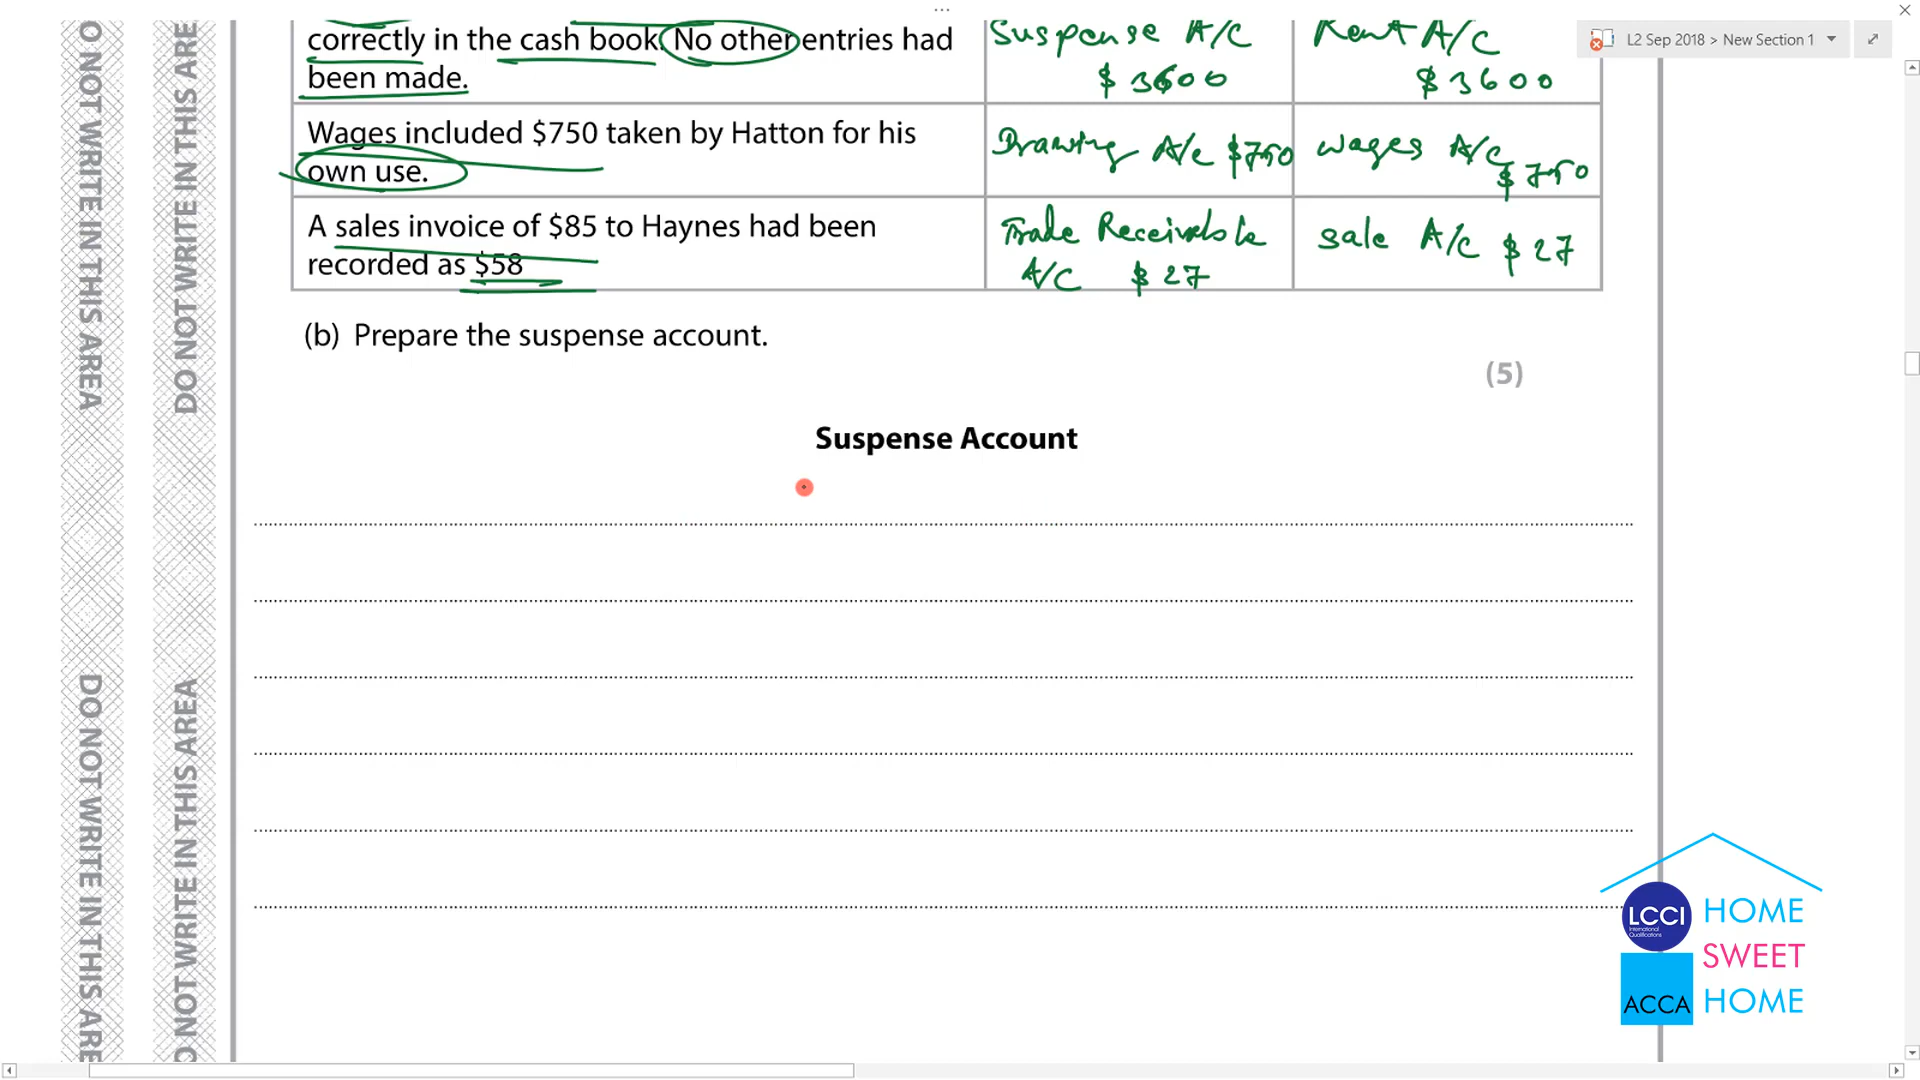 L2 Sep 2018 > New Section 1
correctly in the cash book. No other entries had
been made.
Suspense A/C
$ 3600
Rent A/C
$ 3600
Wages included $750 taken by Hatton for his
own use.
Drawing A/c $750
wages A/C
$ 750
A sales invoice of $85 to Haynes had been
recorded as $58
Trade Receivable
A/C $ 27
sale A/C $ 27
(b) Prepare the suspense account.
(5)
Suspense Account
O NOT WRITE IN THIS AREA
DO NOT WRITE IN THIS ARE
DO NOT WRITE IN THIS ARE
O NOT WRITE IN THIS AREA
LCCI
International
Qualifications
ACCA
HOME
SWEET
HOME